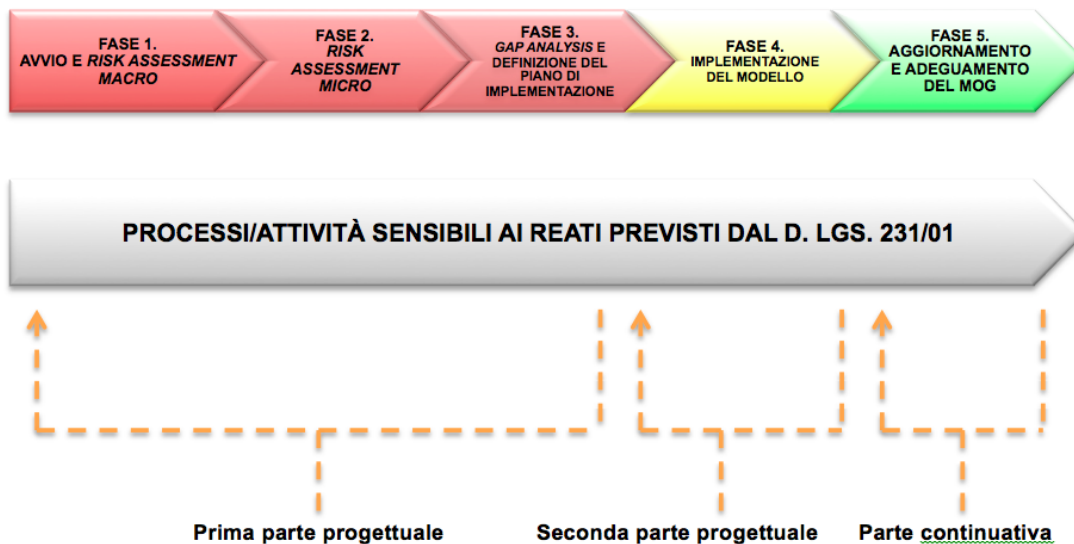 FASE 1.
AVVIO E RISK ASSESSMENT
MACRO
FASE 2.
RISK
ASSESSMENT
MICRO
FASE 3.
GAP ANALYSIS E
DEFINIZIONE DEL
PIANO DI
IMPLEMENTAZIONE
FASE 4.
IMPLEMENTAZIONE
DEL MODELLO
FASE 5.
AGGIORNAMENTO
E ADEGUAMENTO
DEL MOG
PROCESSI/ATTIVITÀ SENSIBILI AI REATI PREVISTI DAL D. LGS. 231/01
Prima parte progettuale
Seconda parte progettuale
Parte continuativa